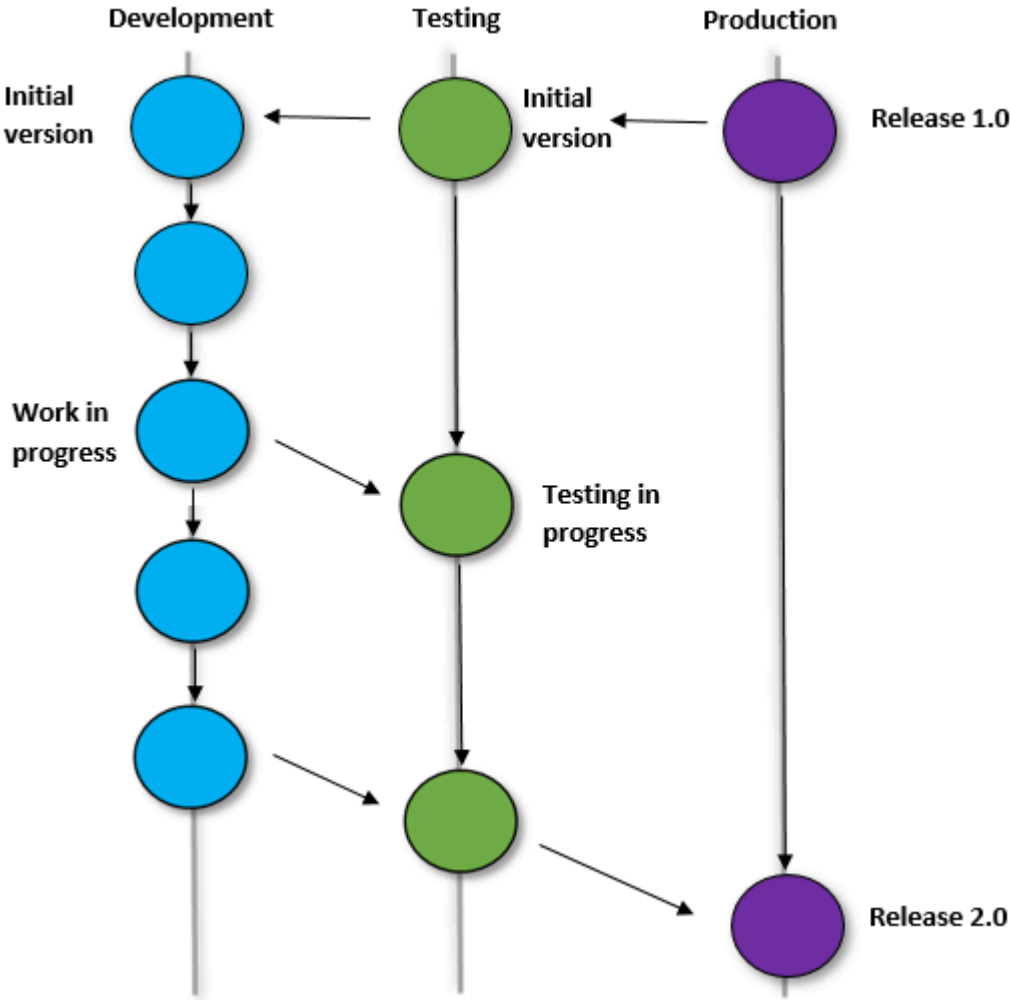 Development
Testing
Production
Initial
version
Initial
version
Release 1.0
Work in
progress
Testing in
progress
Release 2.0